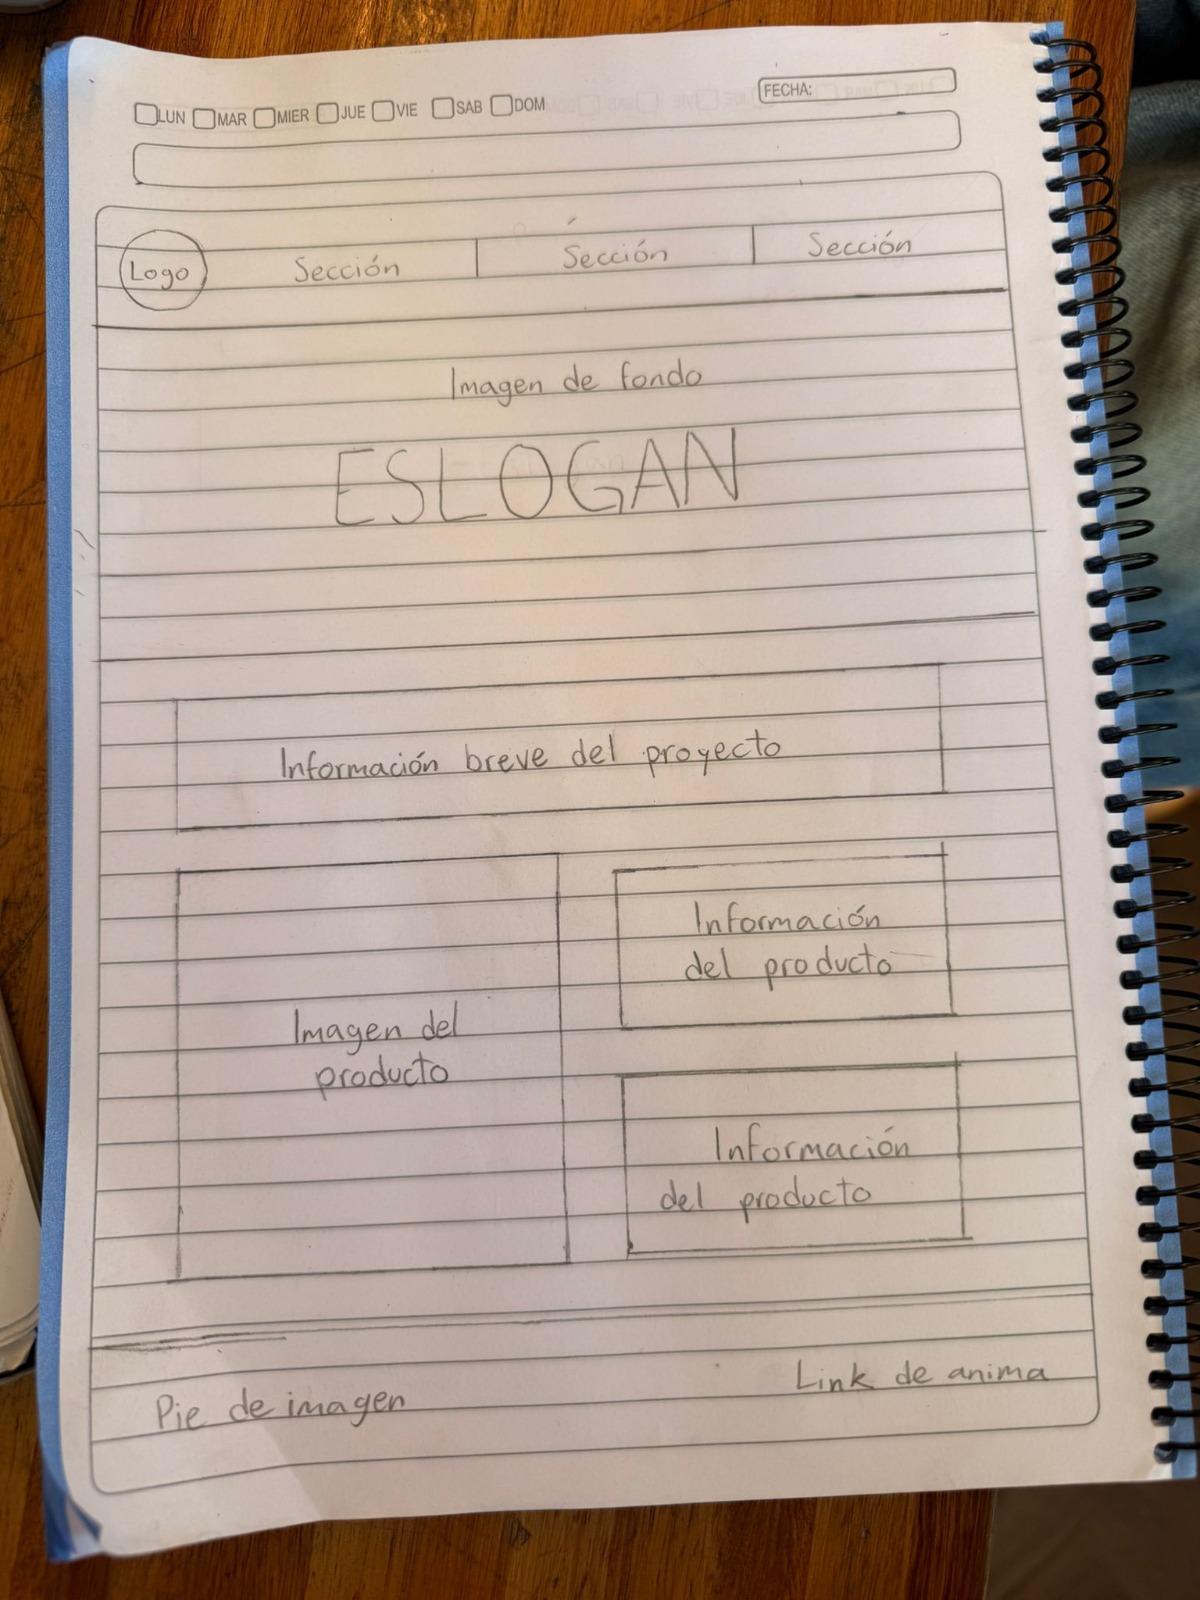 LUN MAR MIER JUE VIE SAB DOM
FECHA:
Logo Sección Sección Sección
Imagen de fondo
ESLOGAN
Información breve del proyecto
Imagen del
producto
Información
del producto
Información
del producto
Pie de imagen
Link de anima